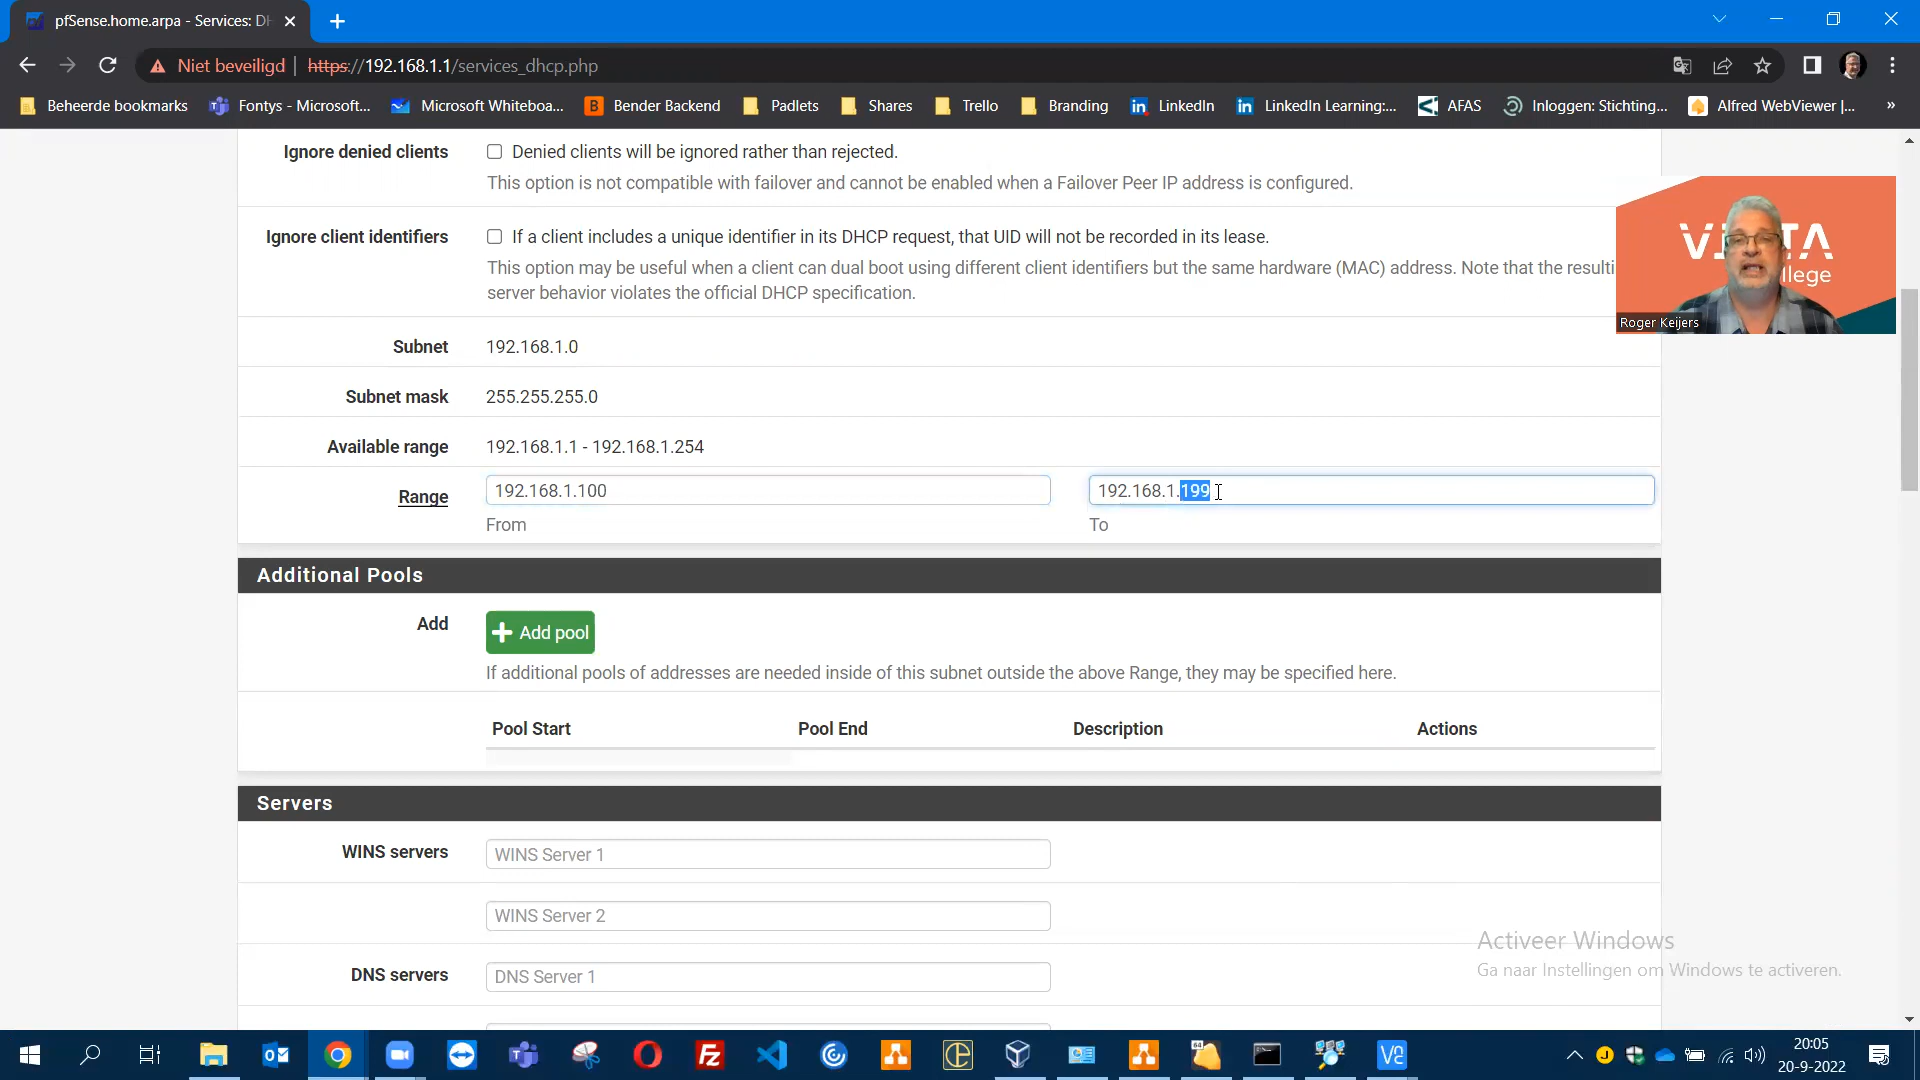 pfSense.home.arpa - Services: DH
Niet beveiligd | https://192.168.1.1/services_dhcp.php
Beheerde bookmarks Fontys - Microsoft... Microsoft Whiteboa... Bender Backend Padlets Shares Trello Branding LinkedIn LinkedIn Learning:... AFAS Inloggen: Stichting... Alfred WebViewer |... »
Ignore denied clients Denied clients will be ignored rather than rejected.
This option is not compatible with failover and cannot be enabled when a Failover Peer IP address is configured.
Ignore client identifiers If a client includes a unique identifier in its DHCP request, that UID will not be recorded in its lease.
This option may be useful when a client can dual boot using different client identifiers but the same hardware (MAC) address. Note that the resulti
server behavior violates the official DHCP specification.
llege
Roger Keijers
Subnet 192.168.1.0
Subnet mask 255.255.255.0
Available range 192.168.1.1 - 192.168.1.254
Range 192.168.1.100 192.168.1.199
From To
Additional Pools
Add Add pool
If additional pools of addresses are needed inside of this subnet outside the above Range, they may be specified here.
Pool Start Pool End Description Actions
Servers
WINS servers WINS Server 1
WINS Server 2
DNS servers DNS Server 1
Activeer Windows
Ga naar Instellingen om Windows te activeren.
20:05
20-9-2022